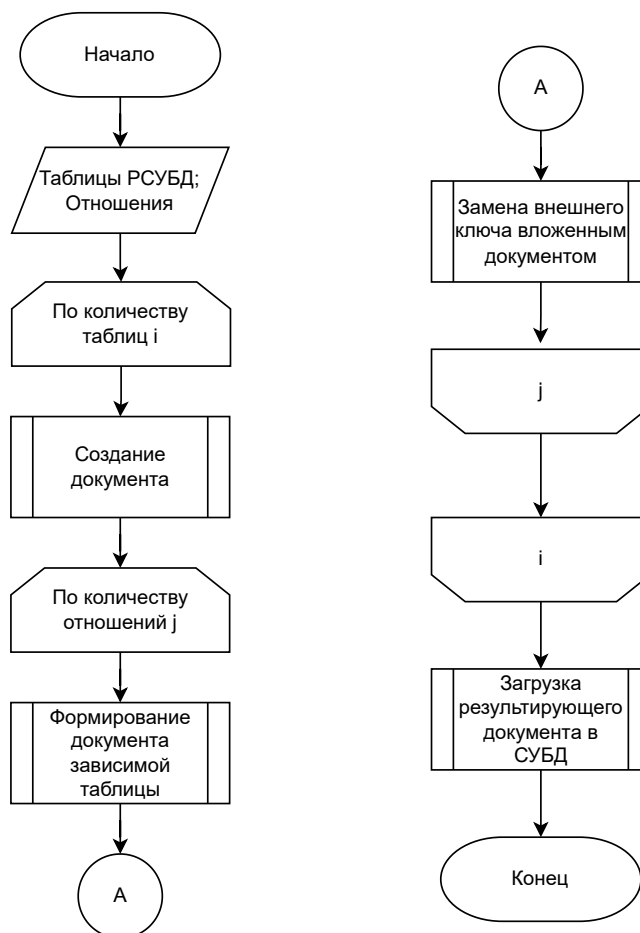 Начало
Таблицы РСУБД;
Отношения
По количеству
таблиц i
Создание
документа
По количеству
отношений j
Формирование
документа
зависимой
таблицы
А
А
Замена внешнего
ключа вложенным
документом
j
i
Загрузка
результирующего
документа в
СУБД
Конец